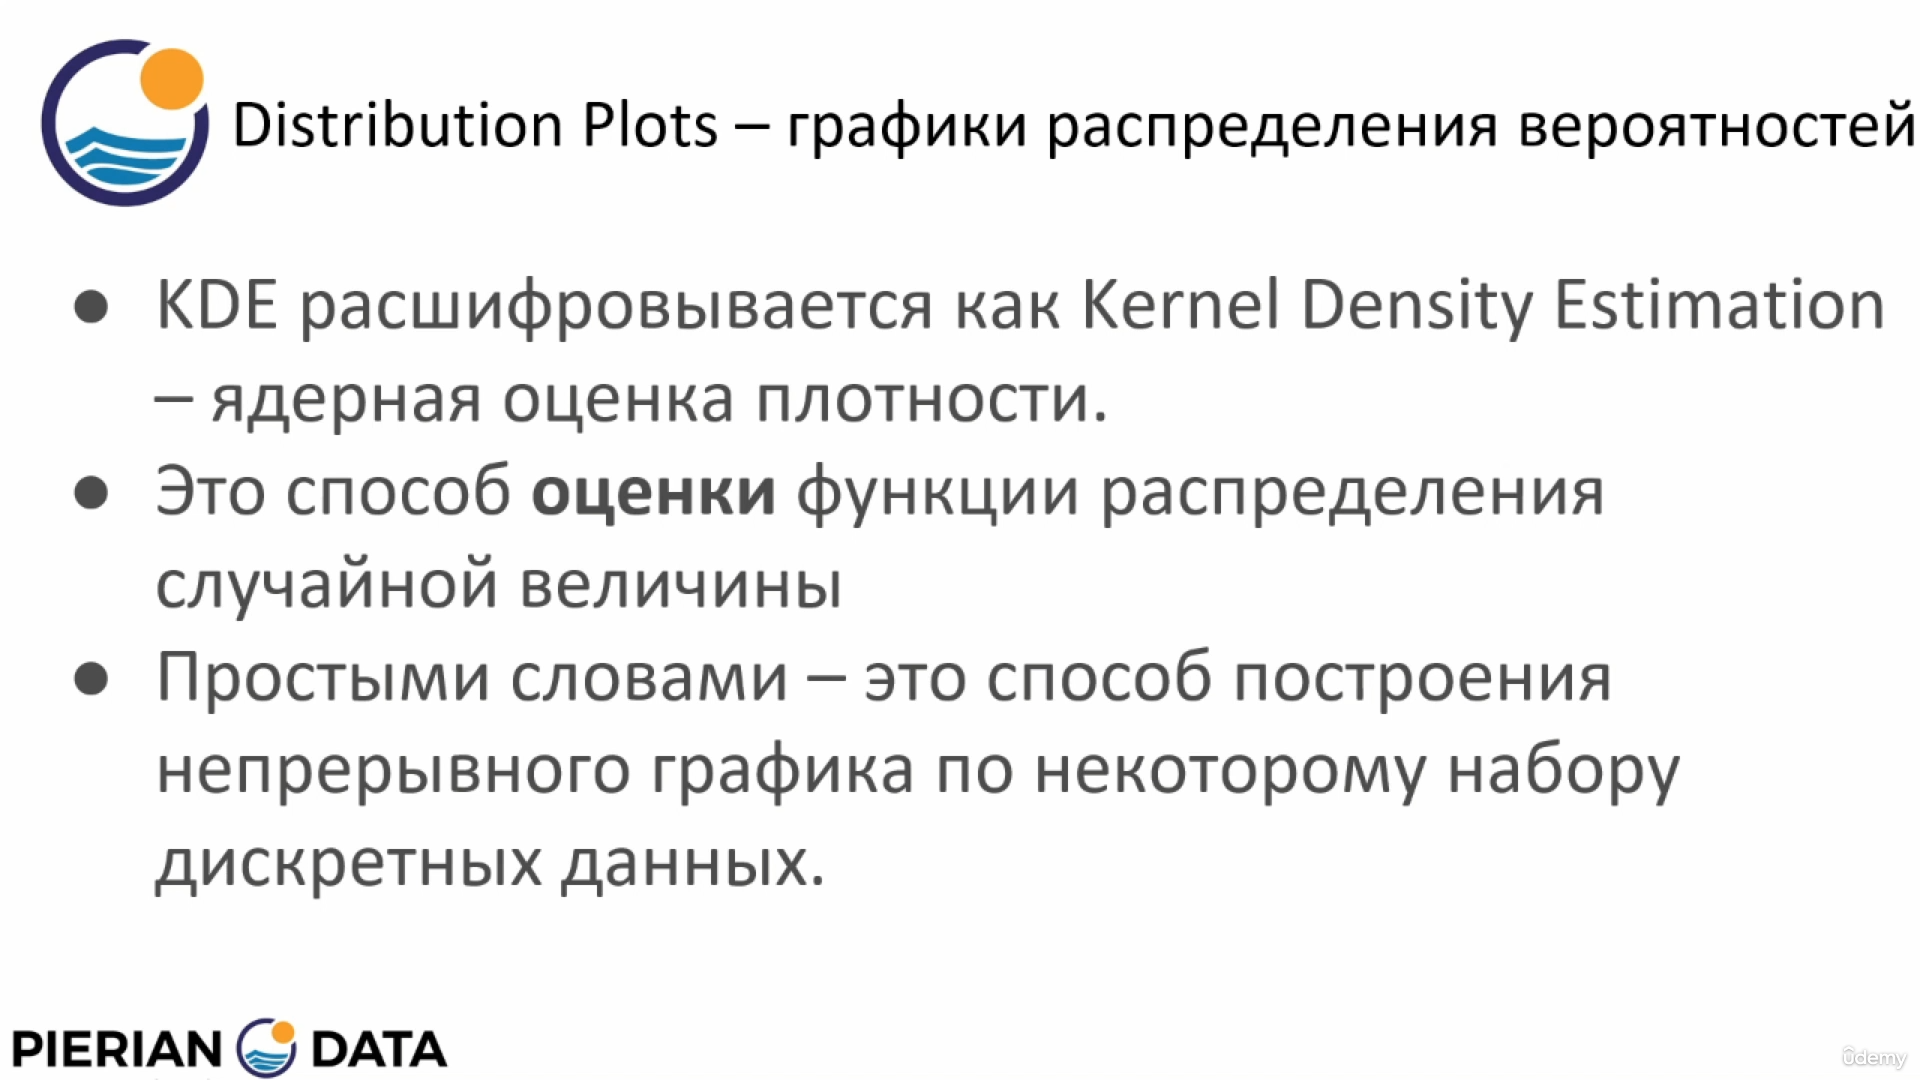 Distribution Plots – графики распределения вероятностей
● KDE расшифровывается как Kernel Density Estimation
– ядерная оценка плотности.
● Это способ оценки функции распределения
случайной величины
● Простыми словами – это способ построения
непрерывного графика по некоторому набору
дискретных данных.
PIERIAN DATA
ûdemy